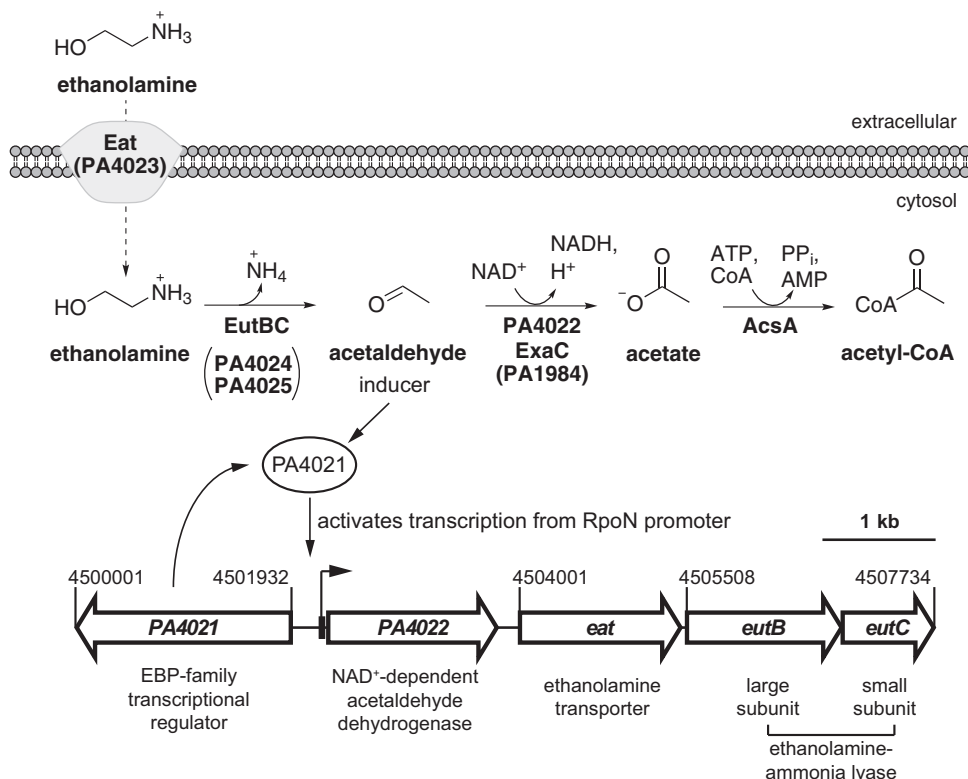 HO
+
NH3
ethanolamine
Eat
(PA4023)
extracellular
cytosol
HO
+
NH3
ethanolamine
+
NH4
EutBC
(PA4024
PA4025)
O
acetaldehyde
inducer
NAD+
NADH,
H+
PA4022
ExaC
(PA1984)
O
-O
acetate
ATP,
CoA
PPi,
AMP
AcsA
O
CoA
acetyl-CoA
PA4021
activates transcription from RpoN promoter
1 kb
4500001 4501932 4504001 4505508 4507734
PA4021 PA4022 eat eutB eutC
EBP-family
transcriptional
regulator
NAD+-dependent
acetaldehyde
dehydrogenase
ethanolamine
transporter
large
subunit
small
subunit
ethanolamine-
ammonia lyase